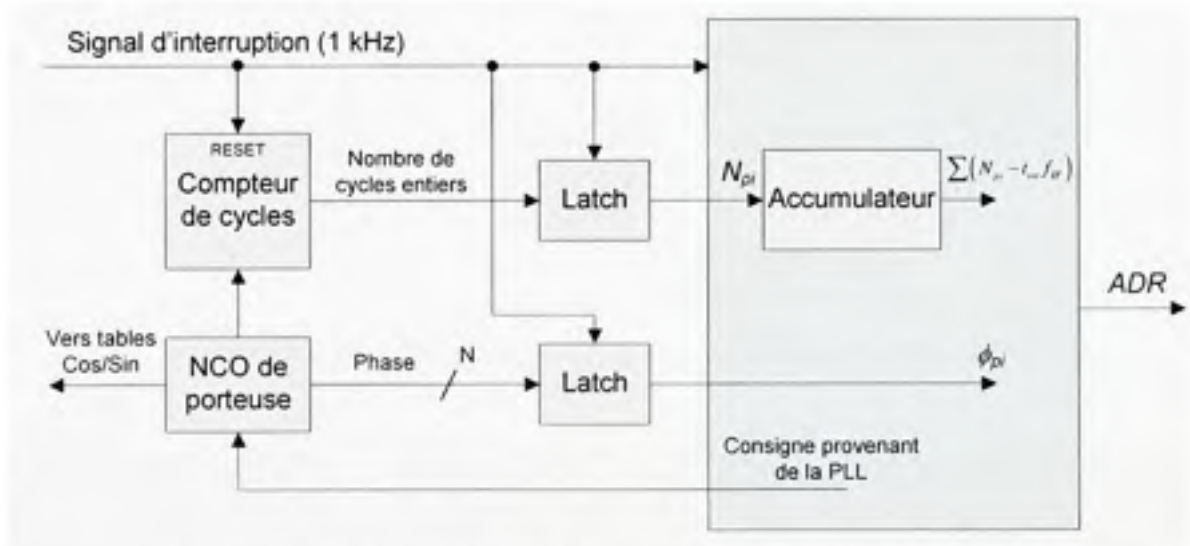 Signal d'interruption (1 kHz)
RESET
Compteur
de cycles
Nombre de
cycles entiers
Latch
N_pi
Accumulateur
ADR
Vers tables
Cos/Sin
NCO de
porteuse
Phase
N
Latch
ϕ_pi
Consigne provenant
de la PLL